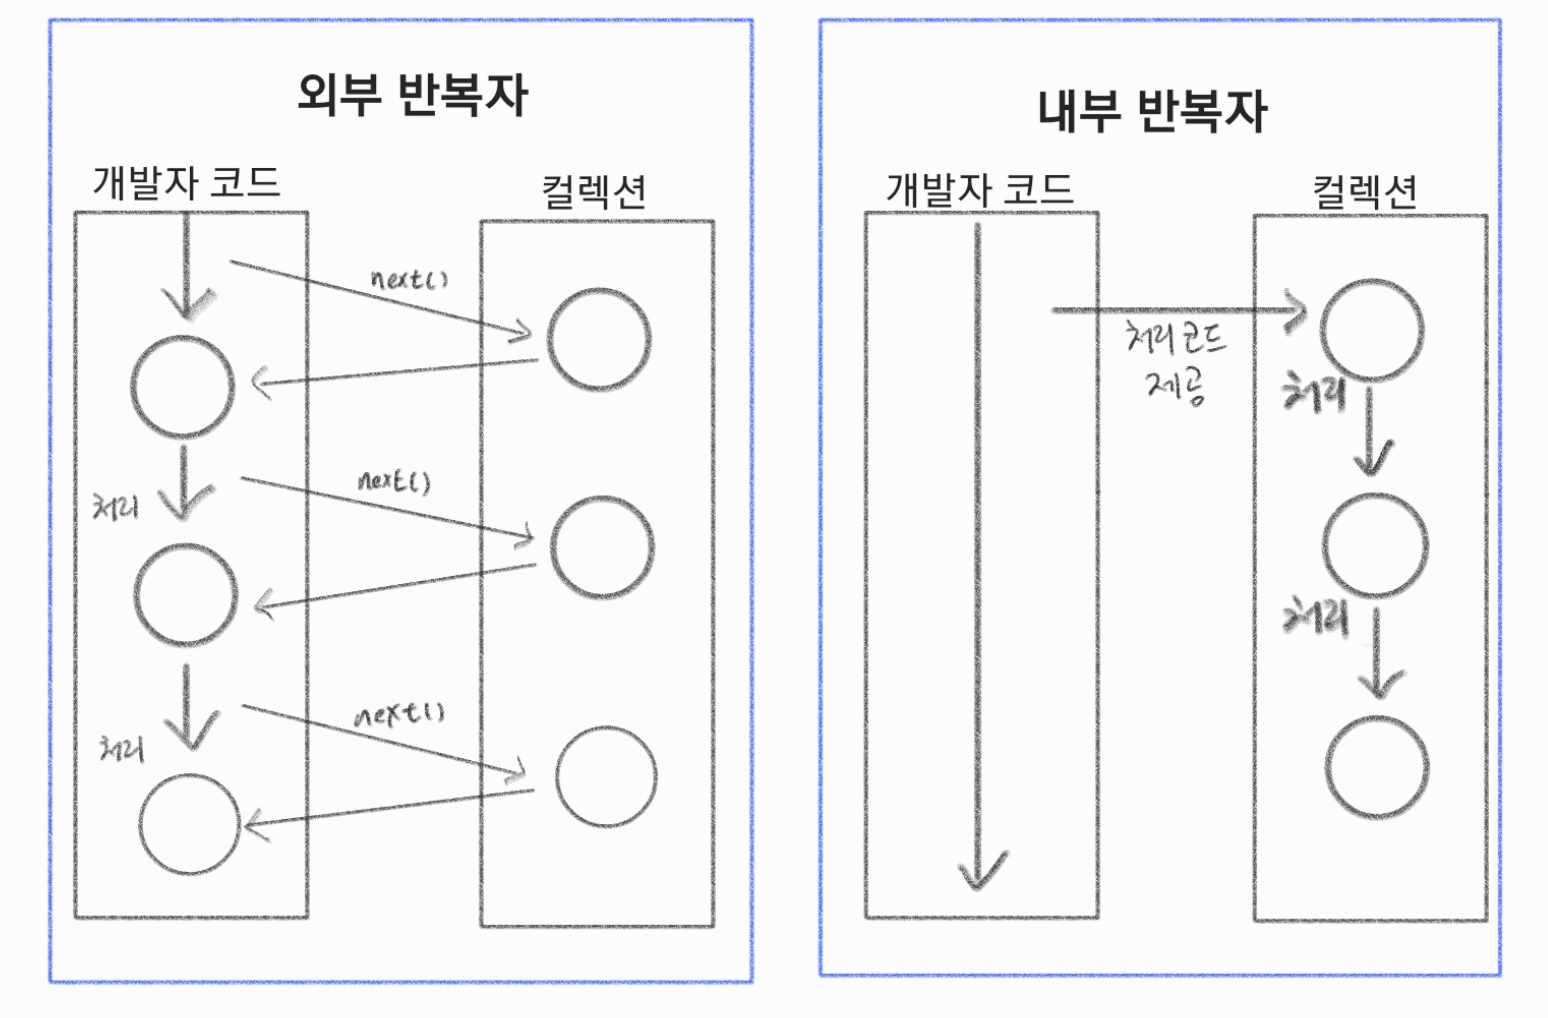 외부 반복자
개발자 코드
컬렉션
next()
처리
next()
처리
next()
내부 반복자
개발자 코드
컬렉션
처리 코드
제공
처리
처리